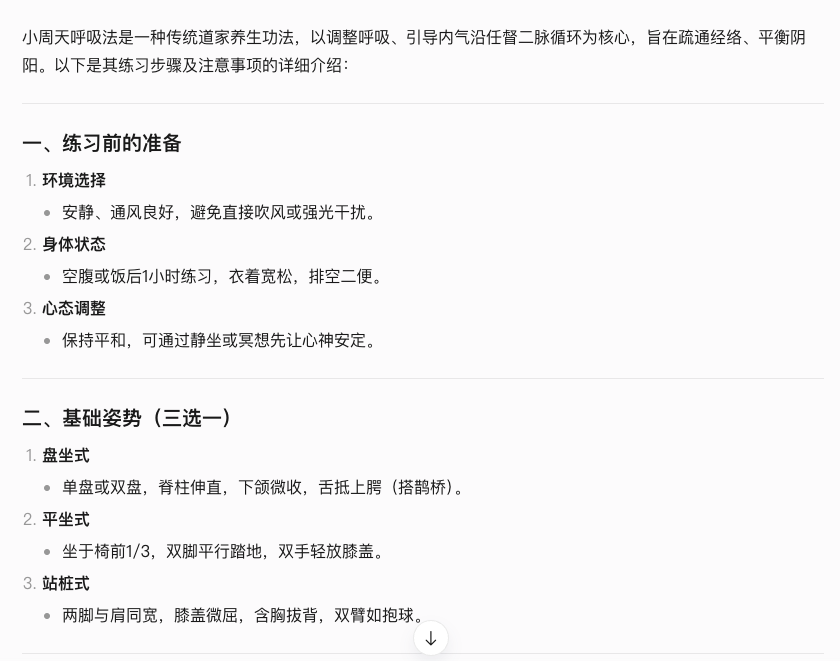 小周天呼吸法是一种传统道家养生功法，以调整呼吸、引导内气沿任督二脉循环为核心，旨在疏通经络、平衡阴
阳。以下是其练习步骤及注意事项的详细介绍：
一、练习前的准备
1. 环境选择
• 安静、通风良好，避免直接吹风或强光干扰。
2. 身体状态
• 空腹或饭后1小时练习，衣着宽松，排空二便。
3. 心态调整
• 保持平和，可通过静坐或冥想先让心神安定。
二、基础姿势（三选一）
1. 盘坐式
• 单盘或双盘，脊柱伸直，下颌微收，舌抵上腭（搭鹊桥）。
2. 平坐式
• 坐于椅前1/3，双脚平行踏地，双手轻放膝盖。
3. 站桩式
• 两脚与肩同宽，膝盖微屈，含胸拔背，双臂如抱球。